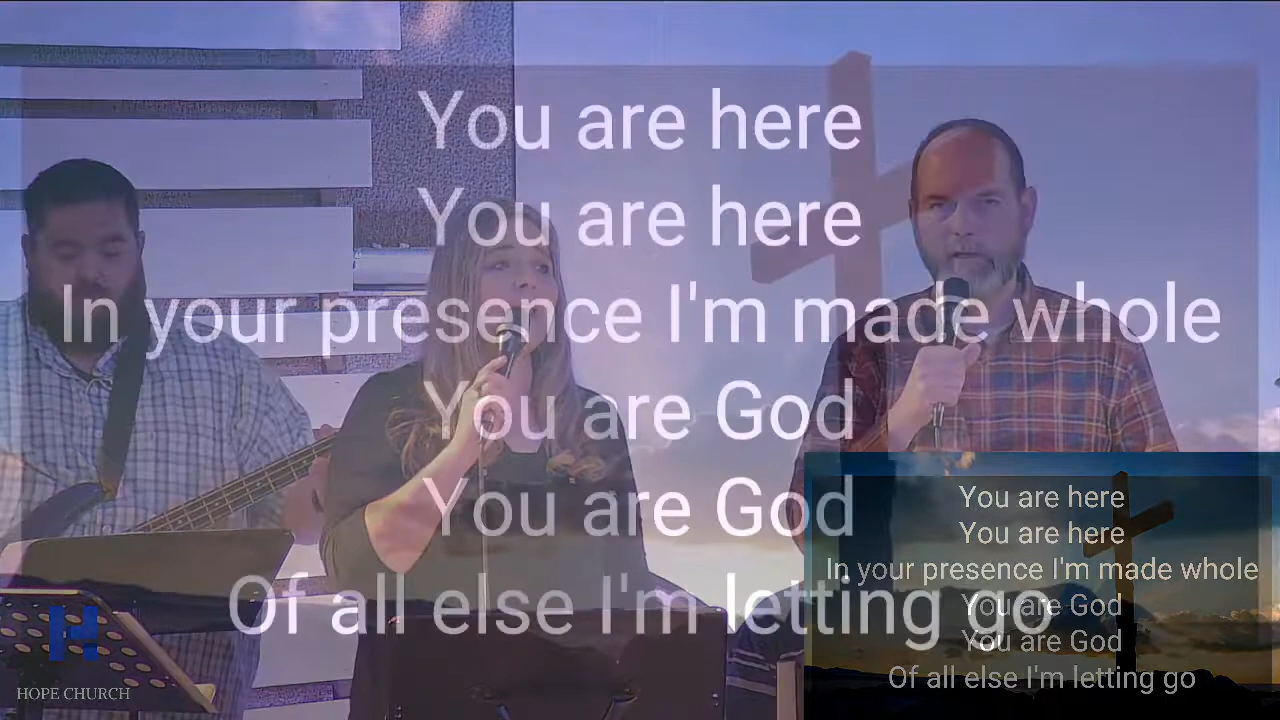 You are here
You are here
In your presence I'm made whole
You are God
You are God
Of all else I'm letting go
You are here
You are here
In your presence I'm made whole
You are God
You are God
Of all else I'm letting go
H
HOPE CHURCH